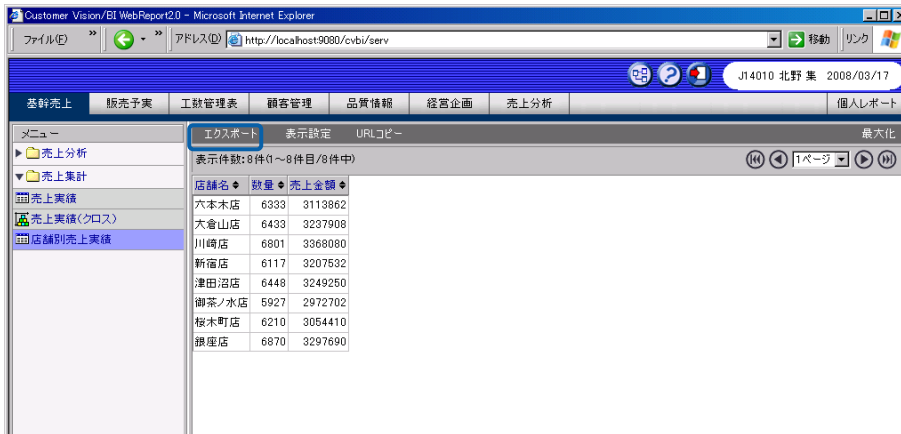 Customer Vision/BI WebReport2.0 - Microsoft Internet Explorer
ファイル(F) » » アドレス(D) http://localhost:9080/cvbi/serv 移動 リンク
J14010 北野 集 2008/03/17
基幹売上 販売予実 工数管理表 顧客管理 品質情報 経営企画 売上分析 個人レポート
メニュー エクスポート 表示設定 URLコピー 最大化
▶売上分析
表示件数:8件(1～8件目/8件中) 1ページ
▼売上集計
店舗名 数量 売上金額
売上実績
六本木店 6333 3113862
売上実績(クロス)
大倉山店 6433 3237908
店舗別売上実績
川崎店 6801 3368080
新宿店 6117 3207532
津田沼店 6448 3249250
御茶ノ水店 5927 2972702
桜木町店 6210 3054410
銀座店 6870 3297690